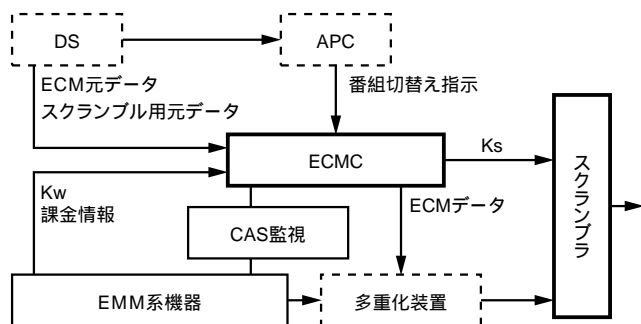 DS
APC
ECM元データ
スクランブル用元データ
番組切替え指示
ECMC
Ks
スクランブラ
Kw
課金情報
ECMデータ
CAS監視
EMM系機器
多重化装置